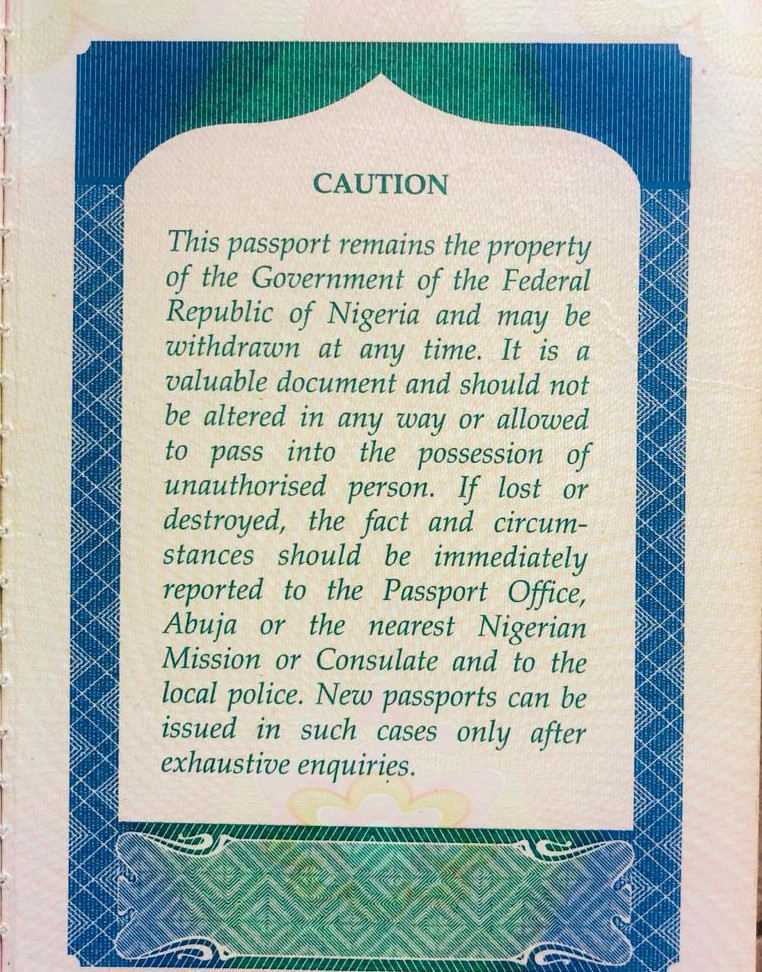 CAUTION
This passport remains the property
of the Government of the Federal
Republic of Nigeria and may be
withdrawn at any time. It is a
valuable document and should not
be altered in any way or allowed
to pass into the possession of
unauthorised person. If lost or
destroyed, the fact and circum-
stances should be immediately
reported to the Passport Office,
Abuja or the nearest Nigerian
Mission or Consulate and to the
local police. New passports can be
issued in such cases only after
exhaustive enquiries.